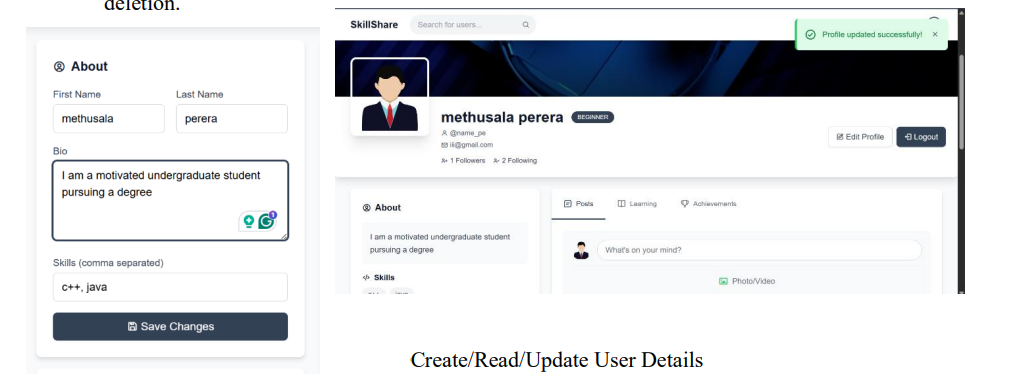 deletion.
About
First Name Last Name
methusala perera
Bio
I am a motivated undergraduate student
pursuing a degree
1
Skills (comma separated)
c++, java
Save Changes
SkillShare Search for users...
Profile updated successfully! ×
methusala perera BEGINNER
@name_pe
iii@gmail.com
1 Followers 2 Following
Edit Profile Logout
About
I am a motivated undergraduate student
pursuing a degree
Skills
Posts Learning Achievements
What's on your mind?
Photo/Video
Create/Read/Update User Details